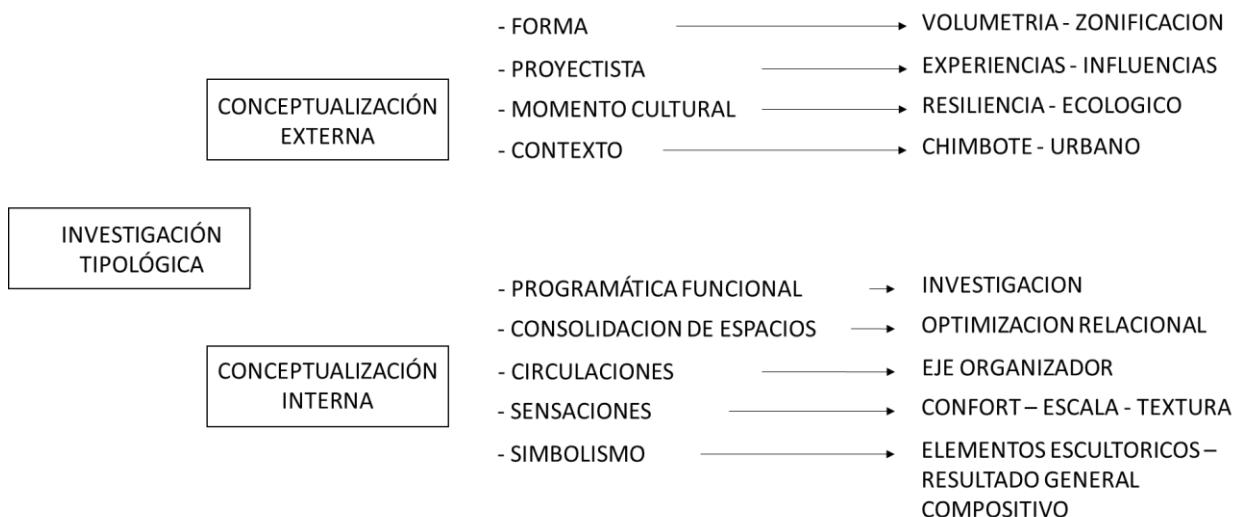 - FORMA
VOLUMETRIA - ZONIFICACION
- PROYECTISTA
EXPERIENCIAS - INFLUENCIAS
CONCEPTUALIZACIÓN
EXTERNA
- MOMENTO CULTURAL
RESILIENCIA - ECOLOGICO
- CONTEXTO
CHIMBOTE - URBANO
INVESTIGACIÓN
TIPOLÓGICA
- PROGRAMÁTICA FUNCIONAL
INVESTIGACION
- CONSOLIDACION DE ESPACIOS
OPTIMIZACION RELACIONAL
CONCEPTUALIZACIÓN
INTERNA
- CIRCULACIONES
EJE ORGANIZADOR
- SENSACIONES
CONFORT – ESCALA - TEXTURA
- SIMBOLISMO
ELEMENTOS ESCULTORICOS –
RESULTADO GENERAL
COMPOSITIVO